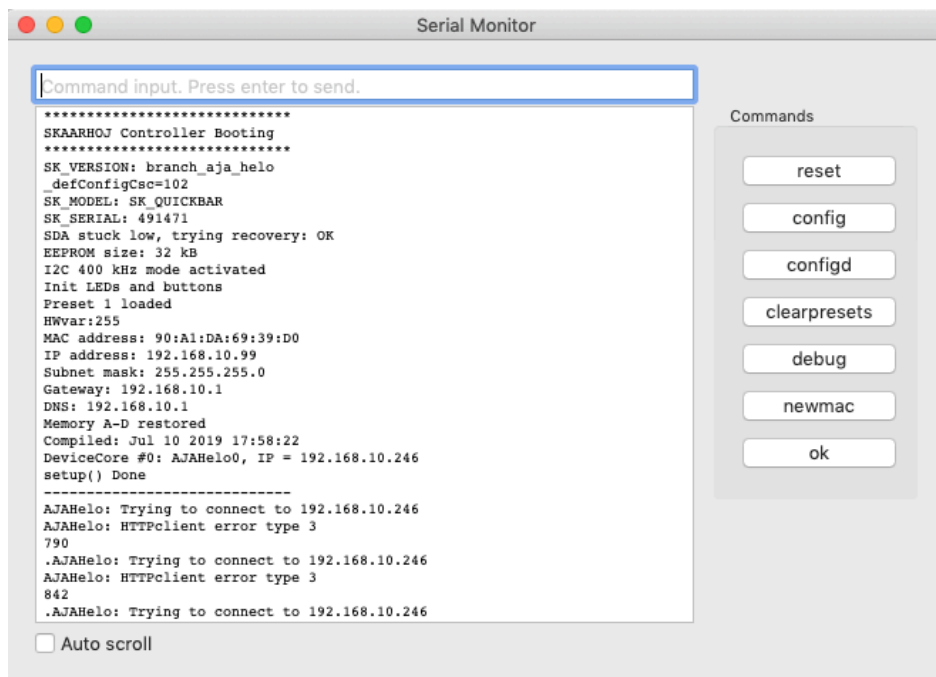 Serial Monitor
Command input. Press enter to send.
*****************************
SKAARHOJ Controller Booting
*****************************
SK_VERSION: branch_aja_helo
_defConfigCsc=102
SK_MODEL: SK_QUICKBAR
SK_SERIAL: 491471
SDA stuck low, trying recovery: OK
EEPROM size: 32 kB
I2C 400 kHz mode activated
Init LEDs and buttons
Preset 1 loaded
HWvar:255
MAC address: 90:A1:DA:69:39:D0
IP address: 192.168.10.99
Subnet mask: 255.255.255.0
Gateway: 192.168.10.1
DNS: 192.168.10.1
Memory A-D restored
Compiled: Jul 10 2019 17:58:22
DeviceCore #0: AJAHelo0, IP = 192.168.10.246
setup() Done
-----------------------------
AJAHelo: Trying to connect to 192.168.10.246
AJAHelo: HTTPclient error type 3
790
.AJAHelo: Trying to connect to 192.168.10.246
AJAHelo: HTTPclient error type 3
842
.AJAHelo: Trying to connect to 192.168.10.246
Auto scroll
Commands
reset
config
configd
clearpresets
debug
newmac
ok